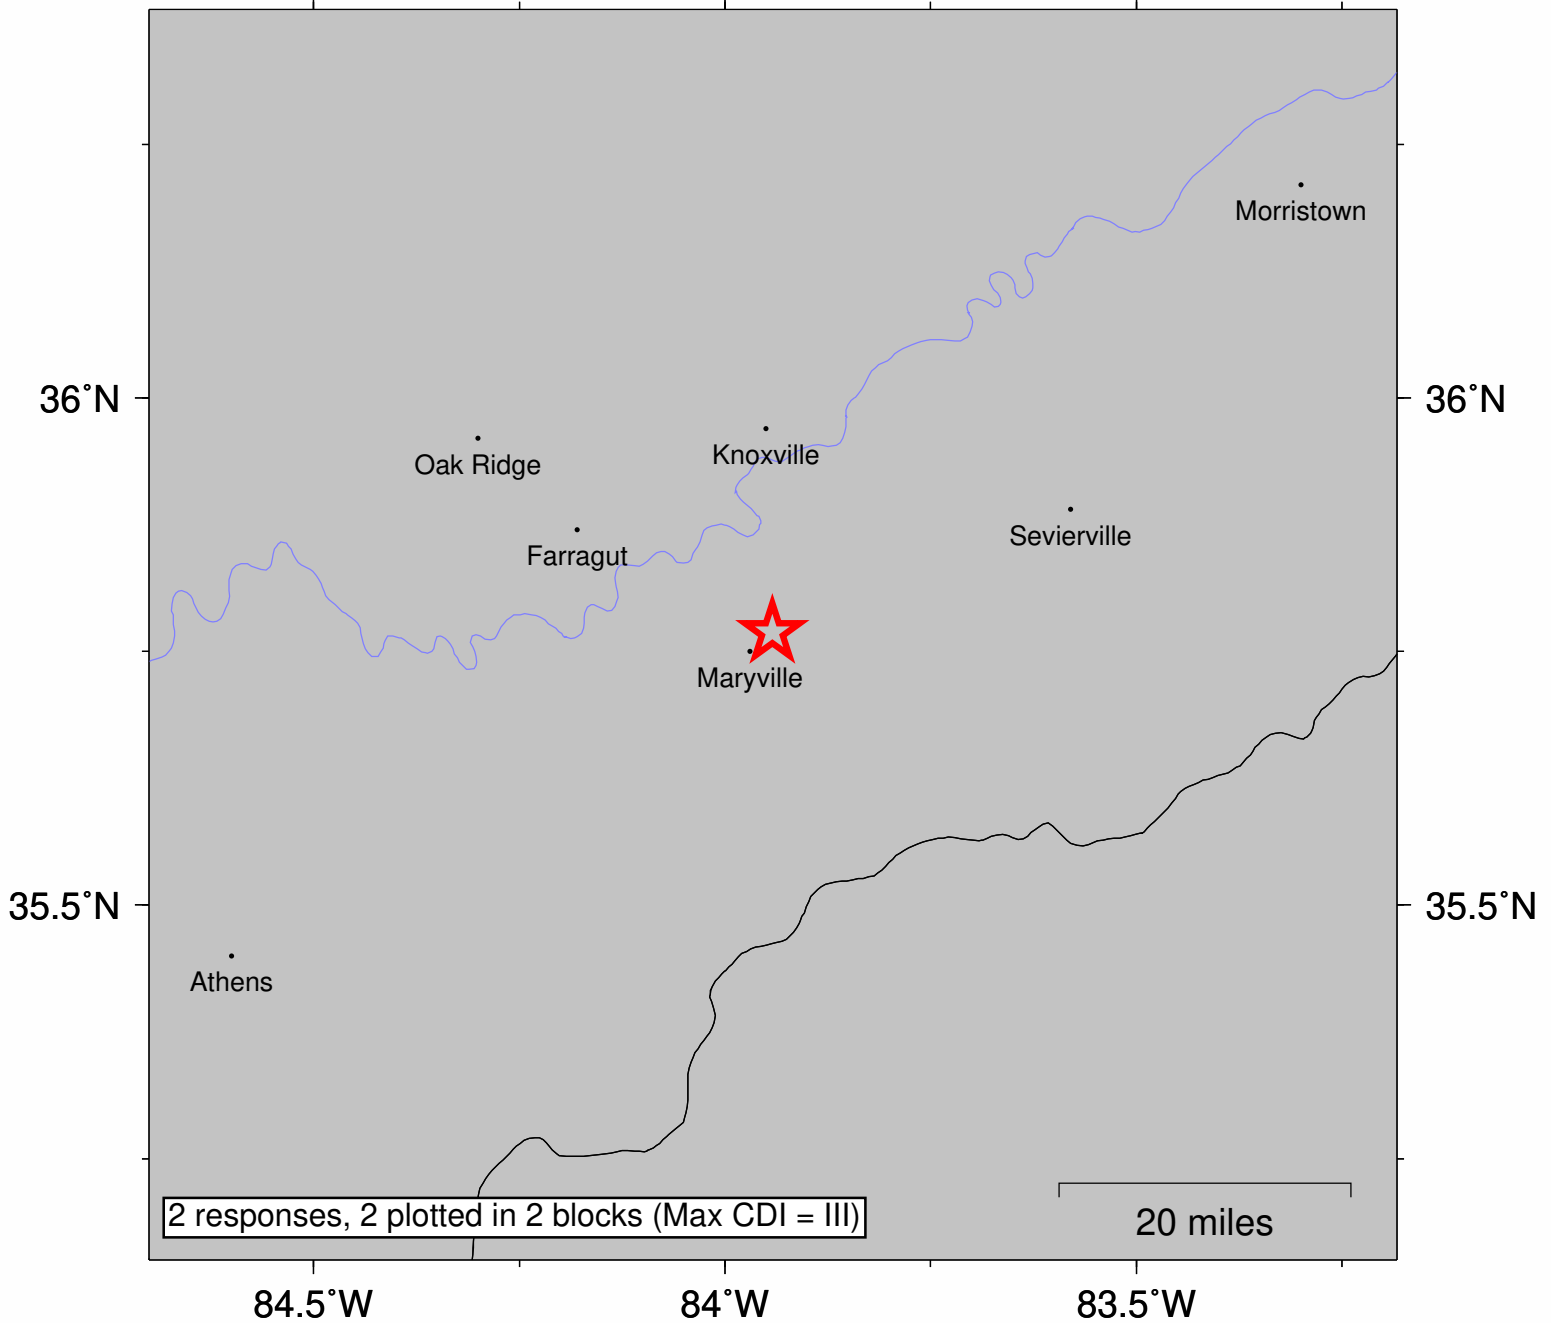 Morristown
36°N
36°N
Oak Ridge
Knoxville
Sevierville
Farragut
Maryville
35.5°N
35.5°N
Athens
2 responses, 2 plotted in 2 blocks (Max CDI = III)
20 miles
84.5°W
84°W
83.5°W